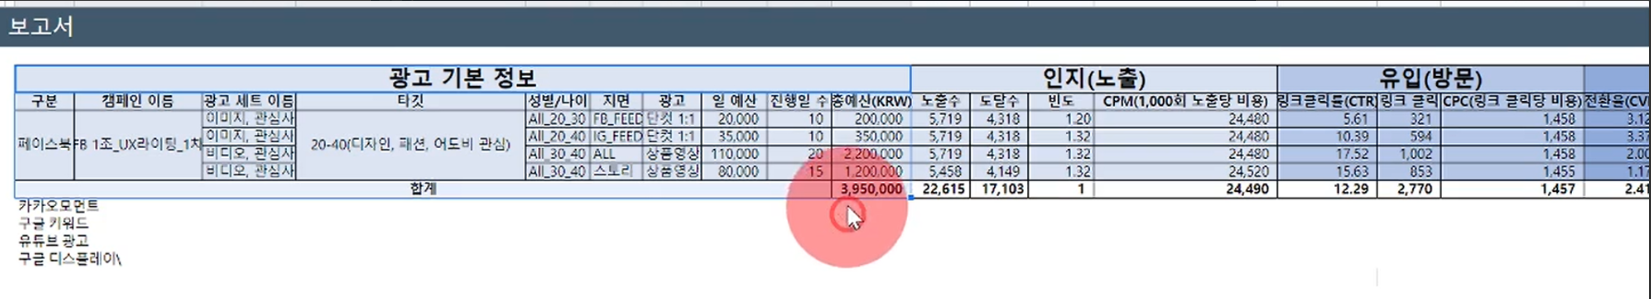 보고서
광고 기본 정보 인지(노출) 유입(방문)
구분 캠페인 이름 광고 세트 이름 타깃 성별/나이 지면 광고 일 예산 진행일 수 총예산(KRW) 노출수 도달수 빈도 CPM(1,000회 노출당 비용) 링크클릭률(CTR) 링크 클릭 CPC(링크 클릭당 비용) 전환율(CV
페이스북 FB 1조_UX라이팅_1차 20-40(디자인, 패션, 어도비 관심)
이미지, 관심사 All_20_30 FB_FEED 단컷 1:1 20,000 10 200,000 5,719 4,318 1.20 24,480 5.61 321 1,458 3.12
이미지, 관심사 All_20_40 IG_FEED 단컷 1:1 35,000 10 350,000 5,719 4,318 1.32 24,480 10.39 594 1,458 3.3
비디오, 관심사 All_30_40 ALL 상품영상 110,000 20 2,200,000 5,719 4,318 1.32 24,480 17.52 1,002 1,458 2.00
비디오, 관심사 All_30_40 스토리 상품영상 80,000 15 1,200,000 5,458 4,149 1.32 24,520 15.63 853 1,455 1.17
합계 3,950,000 22,615 17,103 1 24,490 12.29 2,770 1,457 2.41
카카오모먼트
구글 키워드
유튜브 광고
구글 디스플레이\